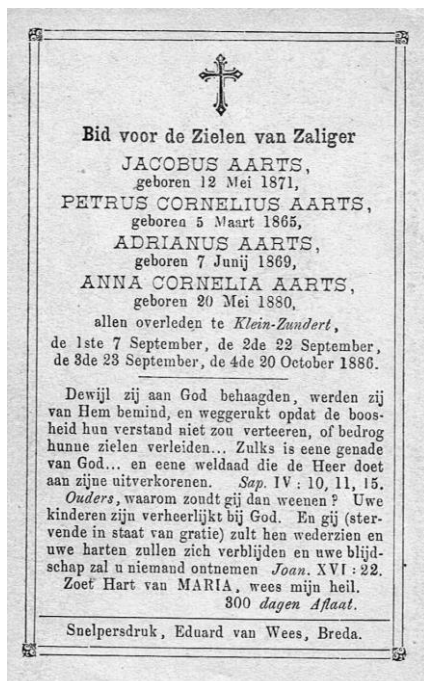 Bid voor de Zielen van Zaliger
JACOBUS AARTS,
geboren 12 Mei 1871,
PETRUS CORNELIUS AARTS,
geboren 5 Maart 1865,
ADRIANUS AARTS,
geboren 7 Junij 1869,
ANNA CORNELIA AARTS,
geboren 20 Mei 1880,
allen overleden te Klein-Zundert,
de 1ste 7 September, de 2de 22 September,
de 3de 23 September, de 4de 20 October 1886.
Dewijl zij aan God behaagden, werden zij
van Hem bemind, en weggerukt opdat de boos-
heid hun verstand niet zou verteeren, of bedrog
hunne zielen verleiden... Zulks is eene genade
van God... en eene weldaad die de Heer doet
aan zijne uitverkorenen. Sap. IV : 10, 11, 15.
Ouders, waarom zoudt gij dan weenen ? Uwe
kinderen zijn verheerlijkt bij God. En gij (ster-
vende in staat van gratie) zult hen wederzien en
uwe harten zullen zich verblijden en uwe blijd-
schap zal u niemand ontnemen Joan. XVI : 22.
Zoet Hart van MARIA, wees mijn heil.
300 dagen Aflaat.
Snelpersdruk, Eduard van Wees, Breda.